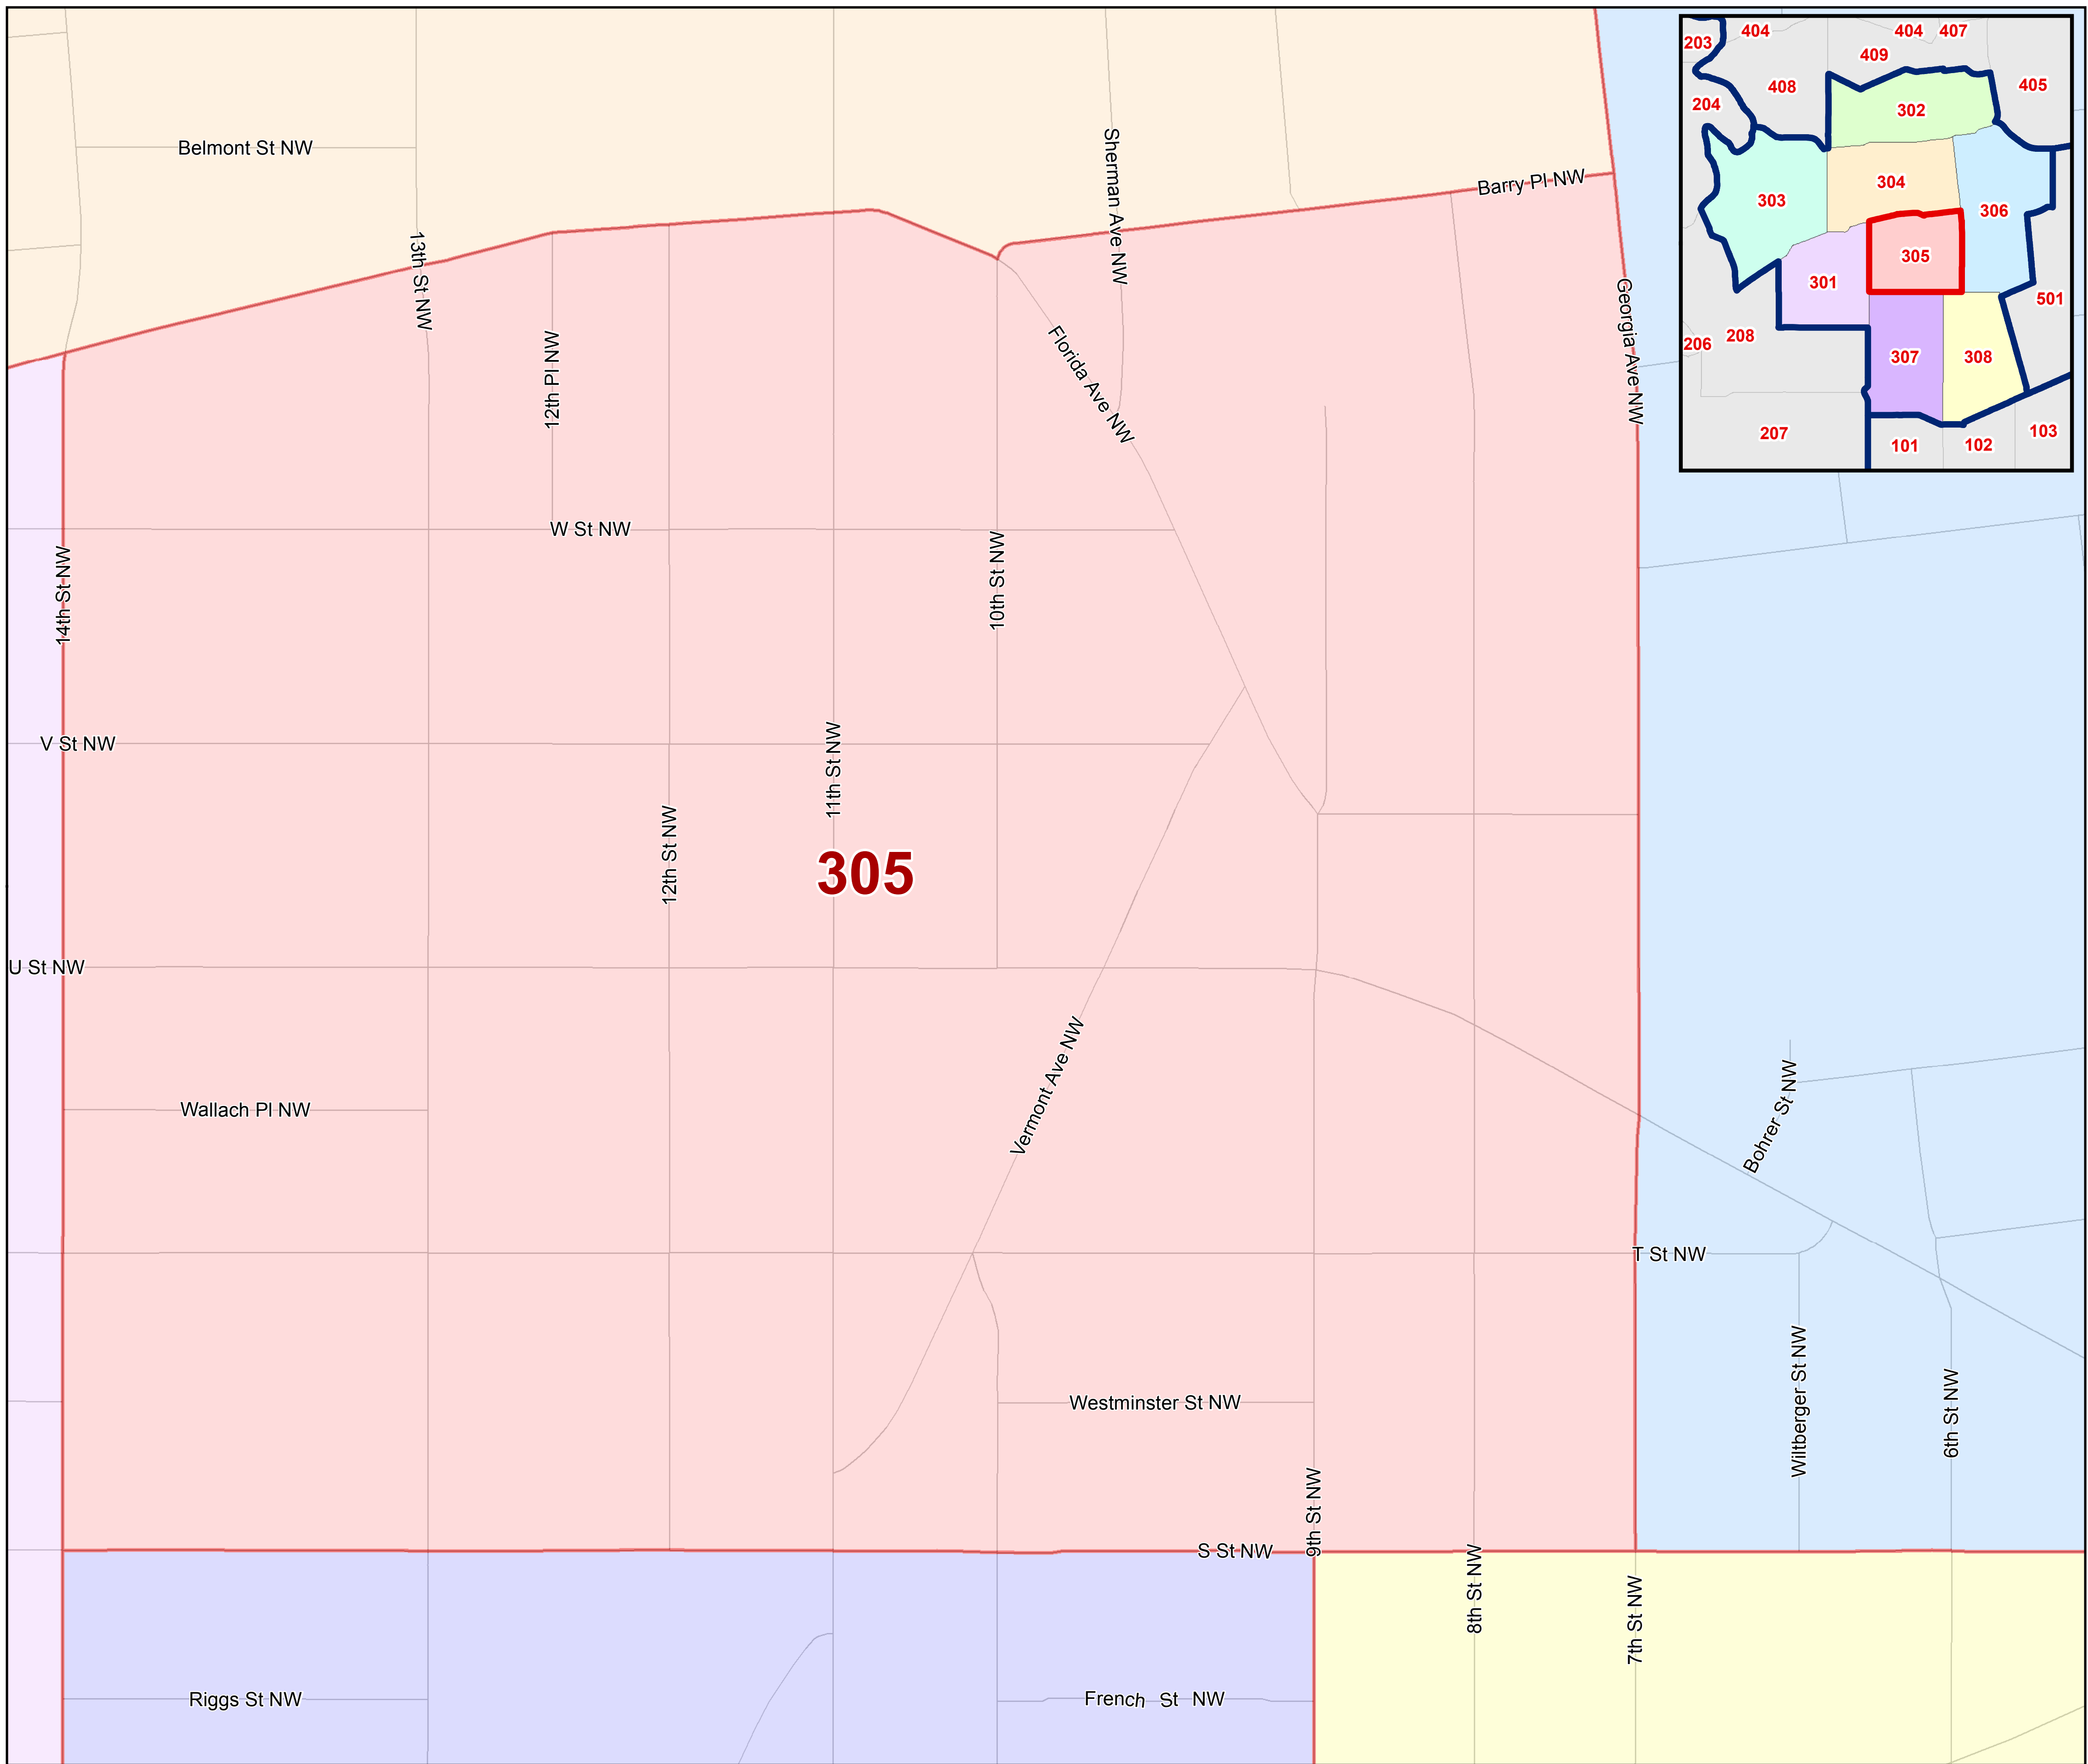 Belmont St NW
Sherman Ave NW
Barry Pl NW
13th St NW
12th Pl NW
Florida Ave NW
Georgia Ave NW
W St NW
14th St NW
10th St NW
V St NW
11th St NW
12th St NW
305
U St NW
Vermont Ave NW
Wallach Pl NW
Bohrer St NW
T St NW
Wiltberger St NW
6th St NW
Westminster St NW
9th St NW
S St NW
8th St NW
7th St NW
Riggs St NW
French St NW
203
404
404
407
409
408
405
204
302
304
303
306
305
301
501
208
206
307
308
207
101
102
103